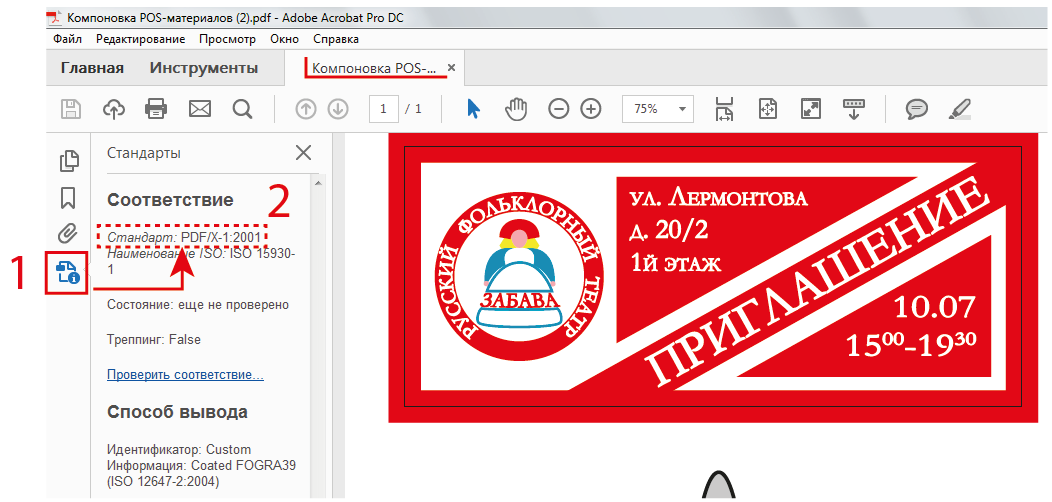 Компоновка POS-материалов (2).pdf - Adobe Acrobat Pro DC
Файл Редактирование Просмотр Окно Справка
Главная Инструменты Компоновка POS-... ×
1 / 1 75%
Стандарты
Соответствие
2
Стандарт: PDF/X-1:2001
Наименование ISO: ISO 15930-
1
1
Состояние: еще не проверено
Треппинг: False
Проверить соответствие...
Способ вывода
Идентификатор: Custom
Информация: Coated FOGRA39
(ISO 12647-2:2004)
РУССКИЙ ФОЛЬКЛОРНЫЙ ТЕАТР
ЗАБАВА
ул. Лермонтова
д. 20/2
1й этаж
ПРИГЛАШЕНИЕ
10.07
15⁰⁰-19³⁰